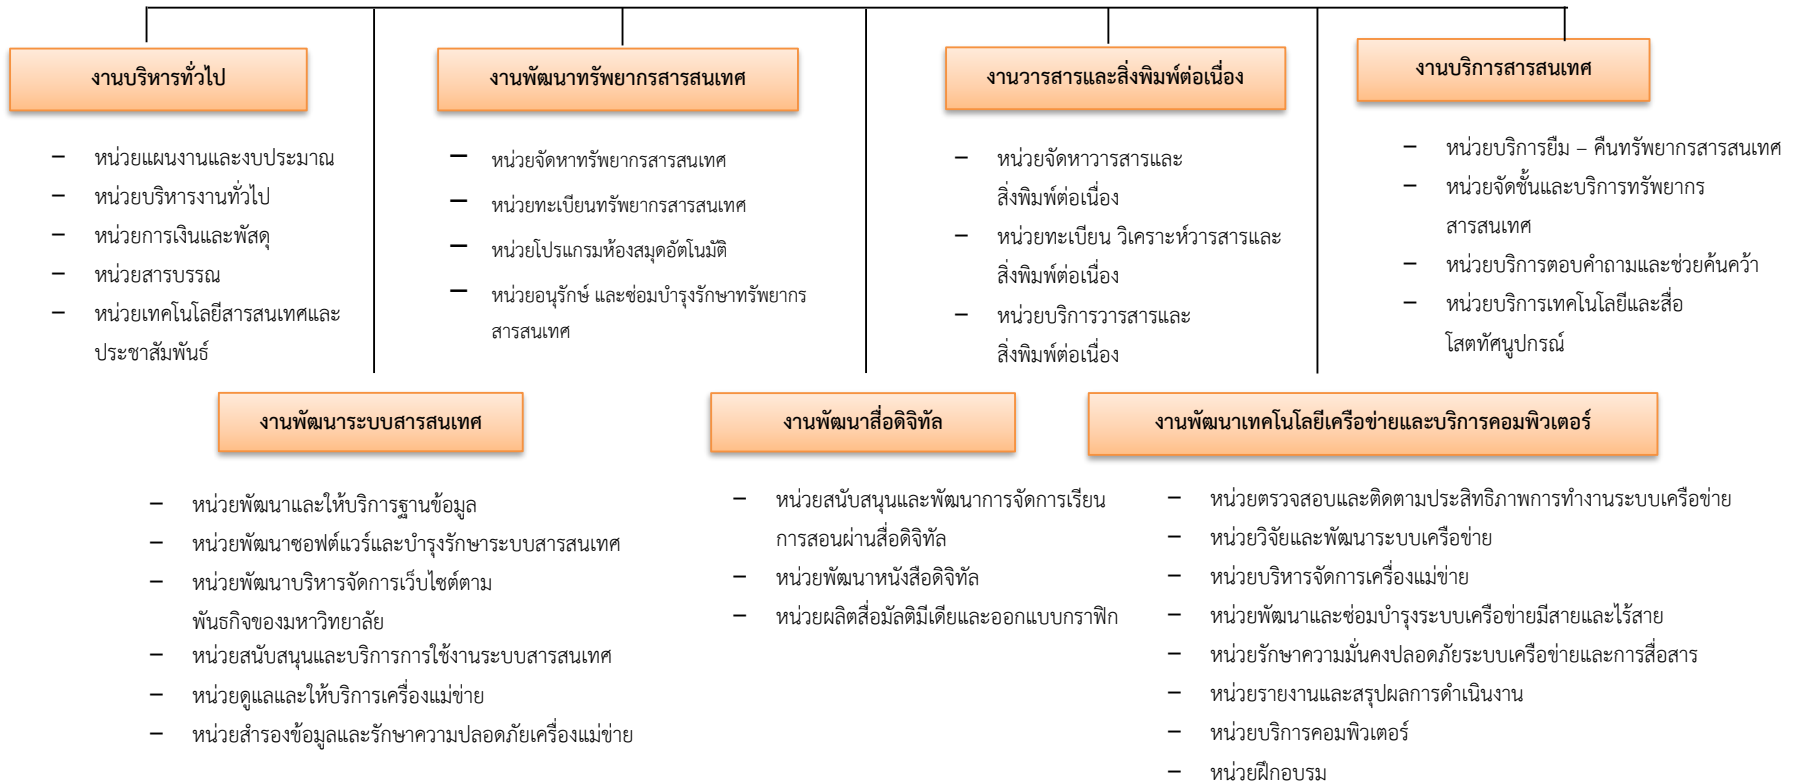 งานบริหารทั่วไป
– หน่วยแผนงานและงบประมาณ
– หน่วยบริหารงานทั่วไป
– หน่วยการเงินและพัสดุ
– หน่วยสารบรรณ
– หน่วยเทคโนโลยีสารสนเทศและ
ประชาสัมพันธ์
งานพัฒนาทรัพยากรสารสนเทศ
– หน่วยจัดหาทรัพยากรสารสนเทศ
– หน่วยทะเบียนทรัพยากรสารสนเทศ
– หน่วยโปรแกรมห้องสมุดอัตโนมัติ
– หน่วยอนุรักษ์ และซ่อมบำรุงรักษาทรัพยากร
สารสนเทศ
งานวารสารและสิ่งพิมพ์ต่อเนื่อง
– หน่วยจัดหาวารสารและ
สิ่งพิมพ์ต่อเนื่อง
– หน่วยทะเบียน วิเคราะห์วารสารและ
สิ่งพิมพ์ต่อเนื่อง
– หน่วยบริการวารสารและ
สิ่งพิมพ์ต่อเนื่อง
งานบริการสารสนเทศ
– หน่วยบริการยืม – คืนทรัพยากรสารสนเทศ
– หน่วยจัดชั้นและบริการทรัพยากร
สารสนเทศ
– หน่วยบริการตอบคำถามและช่วยค้นคว้า
– หน่วยบริการเทคโนโลยีและสื่อ
โสตทัศนูปกรณ์
งานพัฒนาระบบสารสนเทศ
– หน่วยพัฒนาและให้บริการฐานข้อมูล
– หน่วยพัฒนาซอฟต์แวร์และบำรุงรักษาระบบสารสนเทศ
– หน่วยพัฒนาบริหารจัดการเว็บไซต์ตาม
พันธกิจของมหาวิทยาลัย
– หน่วยสนับสนุนและบริการการใช้งานระบบสารสนเทศ
– หน่วยดูแลและให้บริการเครื่องแม่ข่าย
– หน่วยสำรองข้อมูลและรักษาความปลอดภัยเครื่องแม่ข่าย
งานพัฒนาสื่อดิจิทัล
– หน่วยสนับสนุนและพัฒนาการจัดการเรียน
การสอนผ่านสื่อดิจิทัล
– หน่วยพัฒนาหนังสือดิจิทัล
– หน่วยผลิตสื่อมัลติมีเดียและออกแบบกราฟิก
งานพัฒนาเทคโนโลยีเครือข่ายและบริการคอมพิวเตอร์
– หน่วยตรวจสอบและติดตามประสิทธิภาพการทำงานระบบเครือข่าย
– หน่วยวิจัยและพัฒนาระบบเครือข่าย
– หน่วยบริหารจัดการเครื่องแม่ข่าย
– หน่วยพัฒนาและซ่อมบำรุงระบบเครือข่ายมีสายและไร้สาย
– หน่วยรักษาความมั่นคงปลอดภัยระบบเครือข่ายและการสื่อสาร
– หน่วยรายงานและสรุปผลการดำเนินงาน
– หน่วยบริการคอมพิวเตอร์
– หน่วยฝึกอบรม